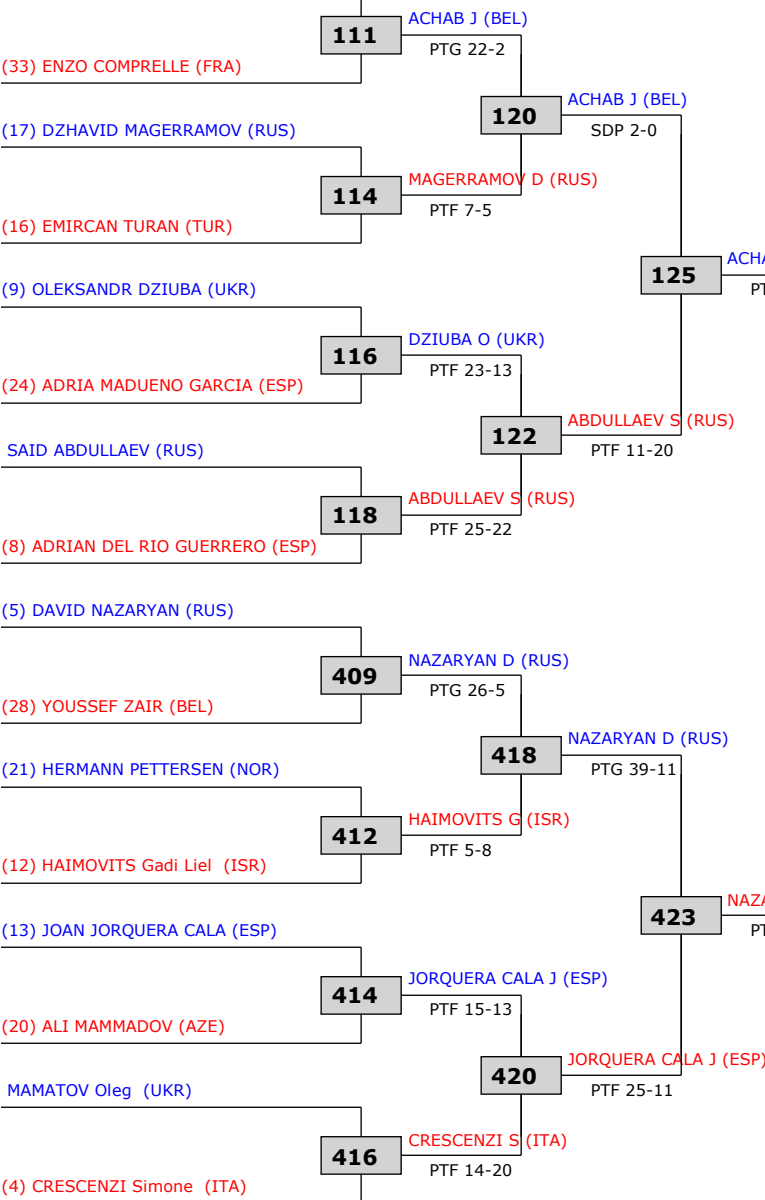 ACHAB J (BEL)
111
PTG 22-2
(33) ENZO COMPRELLE (FRA)
ACHAB J (BEL)
120
SDP 2-0
(17) DZHAVID MAGERRAMOV (RUS)
MAGERRAMOV D (RUS)
114
PTF 7-5
(16) EMIRCAN TURAN (TUR)
ACHA
125
PT
(9) OLEKSANDR DZIUBA (UKR)
DZIUBA O (UKR)
116
PTF 23-13
(24) ADRIA MADUENO GARCIA (ESP)
ABDULLAEV S (RUS)
122
PTF 11-20
SAID ABDULLAEV (RUS)
ABDULLAEV S (RUS)
118
PTF 25-22
(8) ADRIAN DEL RIO GUERRERO (ESP)
(5) DAVID NAZARYAN (RUS)
NAZARYAN D (RUS)
409
PTG 26-5
(28) YOUSSEF ZAIR (BEL)
NAZARYAN D (RUS)
418
PTG 39-11
(21) HERMANN PETTERSEN (NOR)
HAIMOVITS G (ISR)
412
PTF 5-8
(12) HAIMOVITS Gadi Liel (ISR)
NAZA
423
PT
(13) JOAN JORQUERA CALA (ESP)
JORQUERA CALA J (ESP)
414
PTF 15-13
(20) ALI MAMMADOV (AZE)
JORQUERA CALA J (ESP)
420
PTF 25-11
MAMATOV Oleg (UKR)
CRESCENZI S (ITA)
416
PTF 14-20
(4) CRESCENZI Simone (ITA)